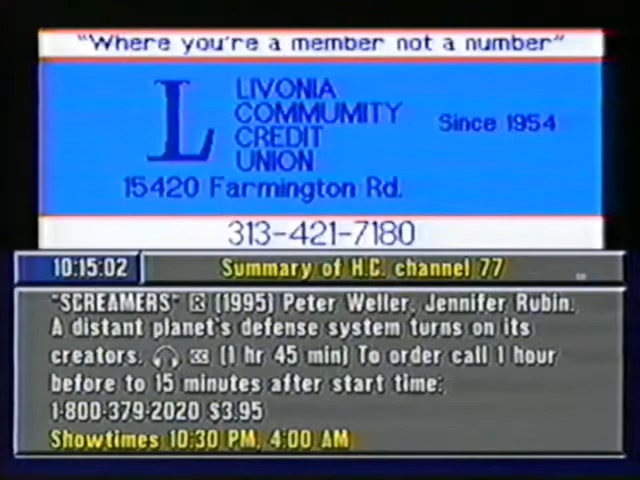 "Where you're a member not a number"
L
LIVONIA
COMMUMITY
CREDIT
UNION
Since 1954
15420 Farmington Rd.
313-421-7180
10:15:02
Summary of H.C. channel 77
"SCREAMERS" R (1995) Peter Weller, Jennifer Rubin.
A distant planet's defense system turns on its
creators. CC (1 hr 45 min) To order call 1 hour
before to 15 minutes after start time:
1-800-379-2020 $3.95
Showtimes 10:30 PM, 4:00 AM